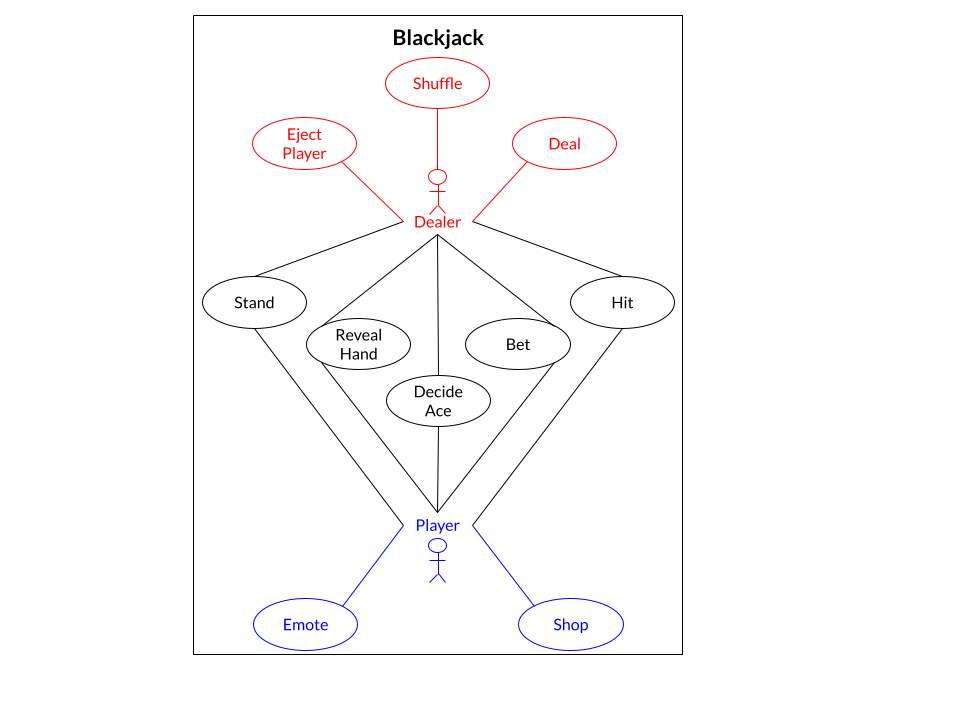 Blackjack
Shuffle
Eject
Player
Deal
Dealer
Stand
Hit
Reveal
Hand
Bet
Decide
Ace
Player
Emote
Shop